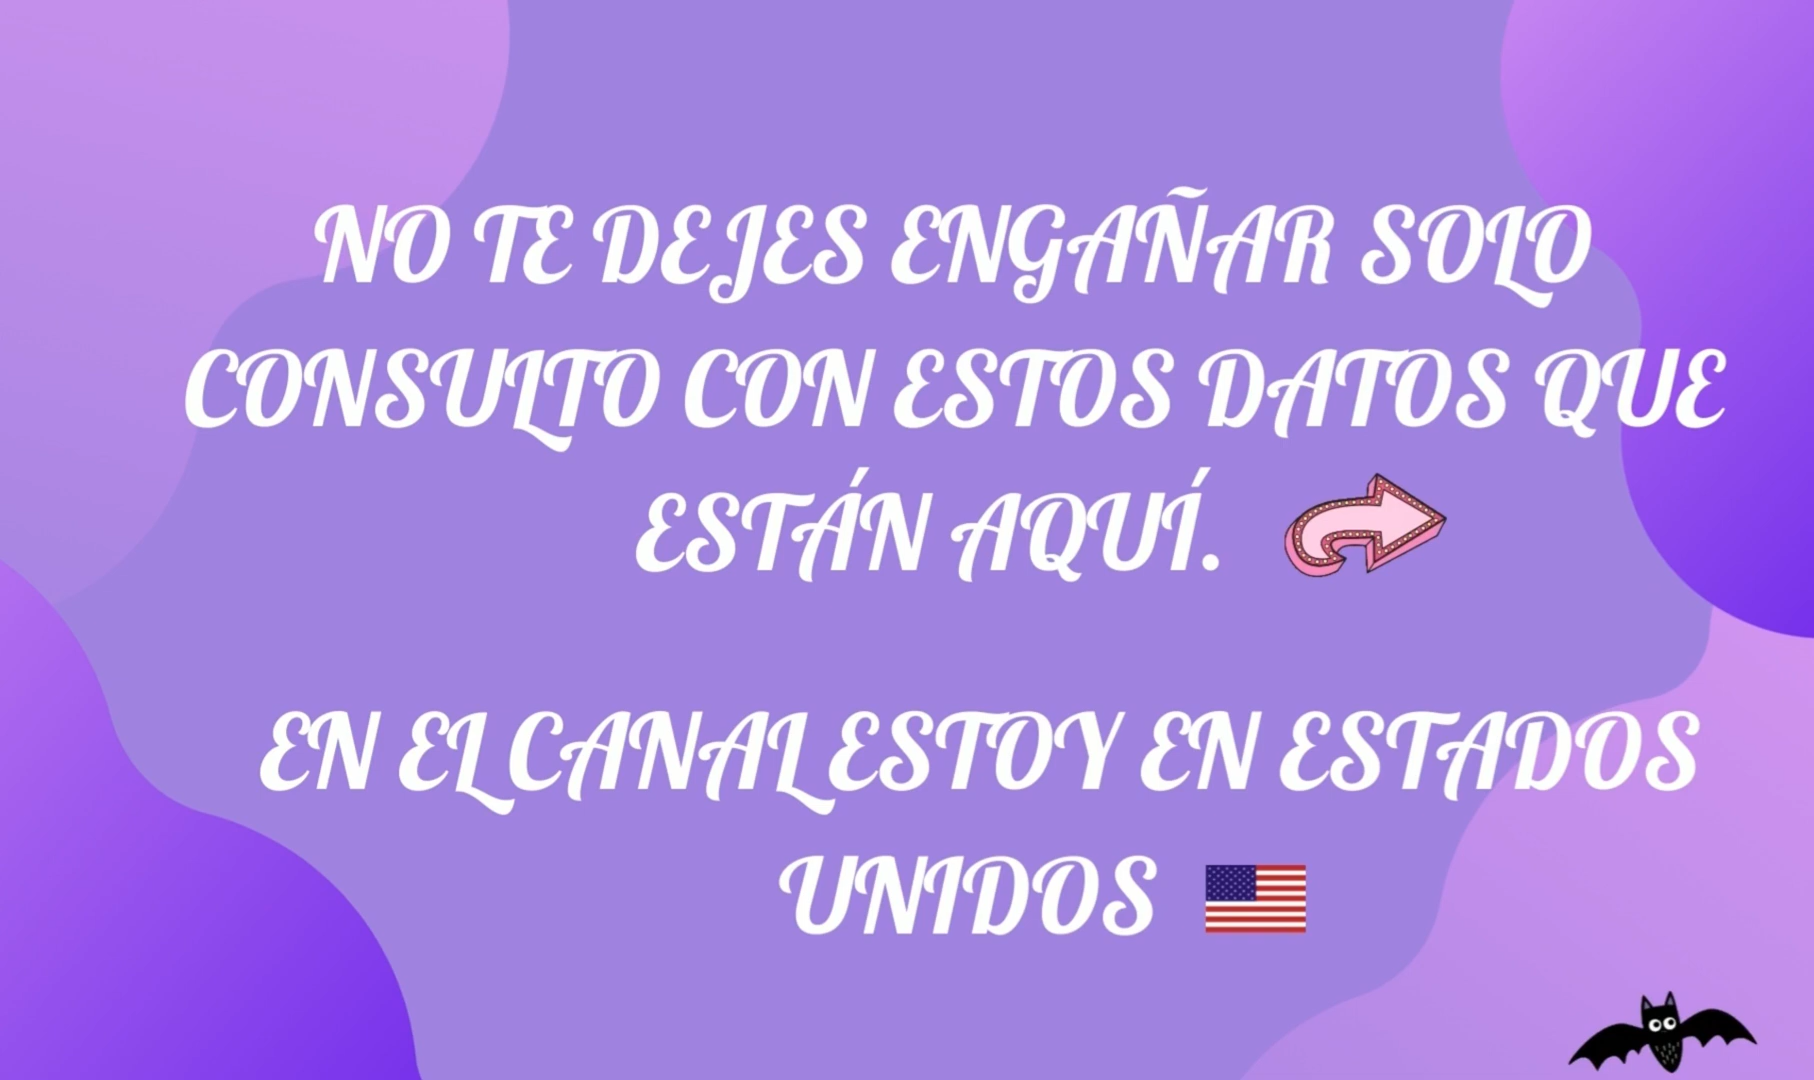 NO TE DEJES ENGAÑAR SOLO
CONSULTO CON ESTOS DATOS QUE
ESTÁN AQUÍ.
EN EL CANAL ESTOY EN ESTADOS
UNIDOS